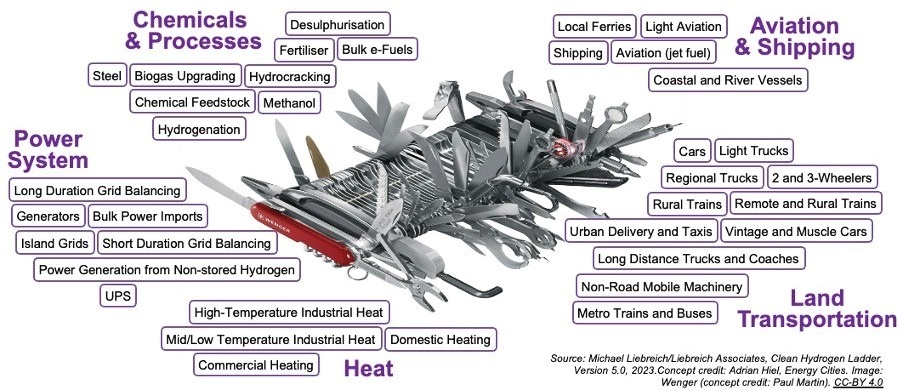 Chemicals
& Processes
Desulphurisation
Fertiliser
Bulk e-Fuels
Steel
Biogas Upgrading
Hydrocracking
Chemical Feedstock
Methanol
Hydrogenation
Aviation
& Shipping
Local Ferries
Light Aviation
Shipping
Aviation (jet fuel)
Coastal and River Vessels
Power
System
Long Duration Grid Balancing
Generators
Bulk Power Imports
Island Grids
Short Duration Grid Balancing
Power Generation from Non-stored Hydrogen
UPS
WENGER
Cars
Light Trucks
Regional Trucks
2 and 3-Wheelers
Rural Trains
Remote and Rural Trains
Urban Delivery and Taxis
Vintage and Muscle Cars
Long Distance Trucks and Coaches
Non-Road Mobile Machinery
Metro Trains and Buses
Land
Transportation
High-Temperature Industrial Heat
Mid/Low Temperature Industrial Heat
Domestic Heating
Commercial Heating
Heat
Source: Michael Liebreich/Liebreich Associates, Clean Hydrogen Ladder,
Version 5.0, 2023.Concept credit: Adrian Hiel, Energy Cities. Image:
Wenger (concept credit: Paul Martin). CC-BY 4.0